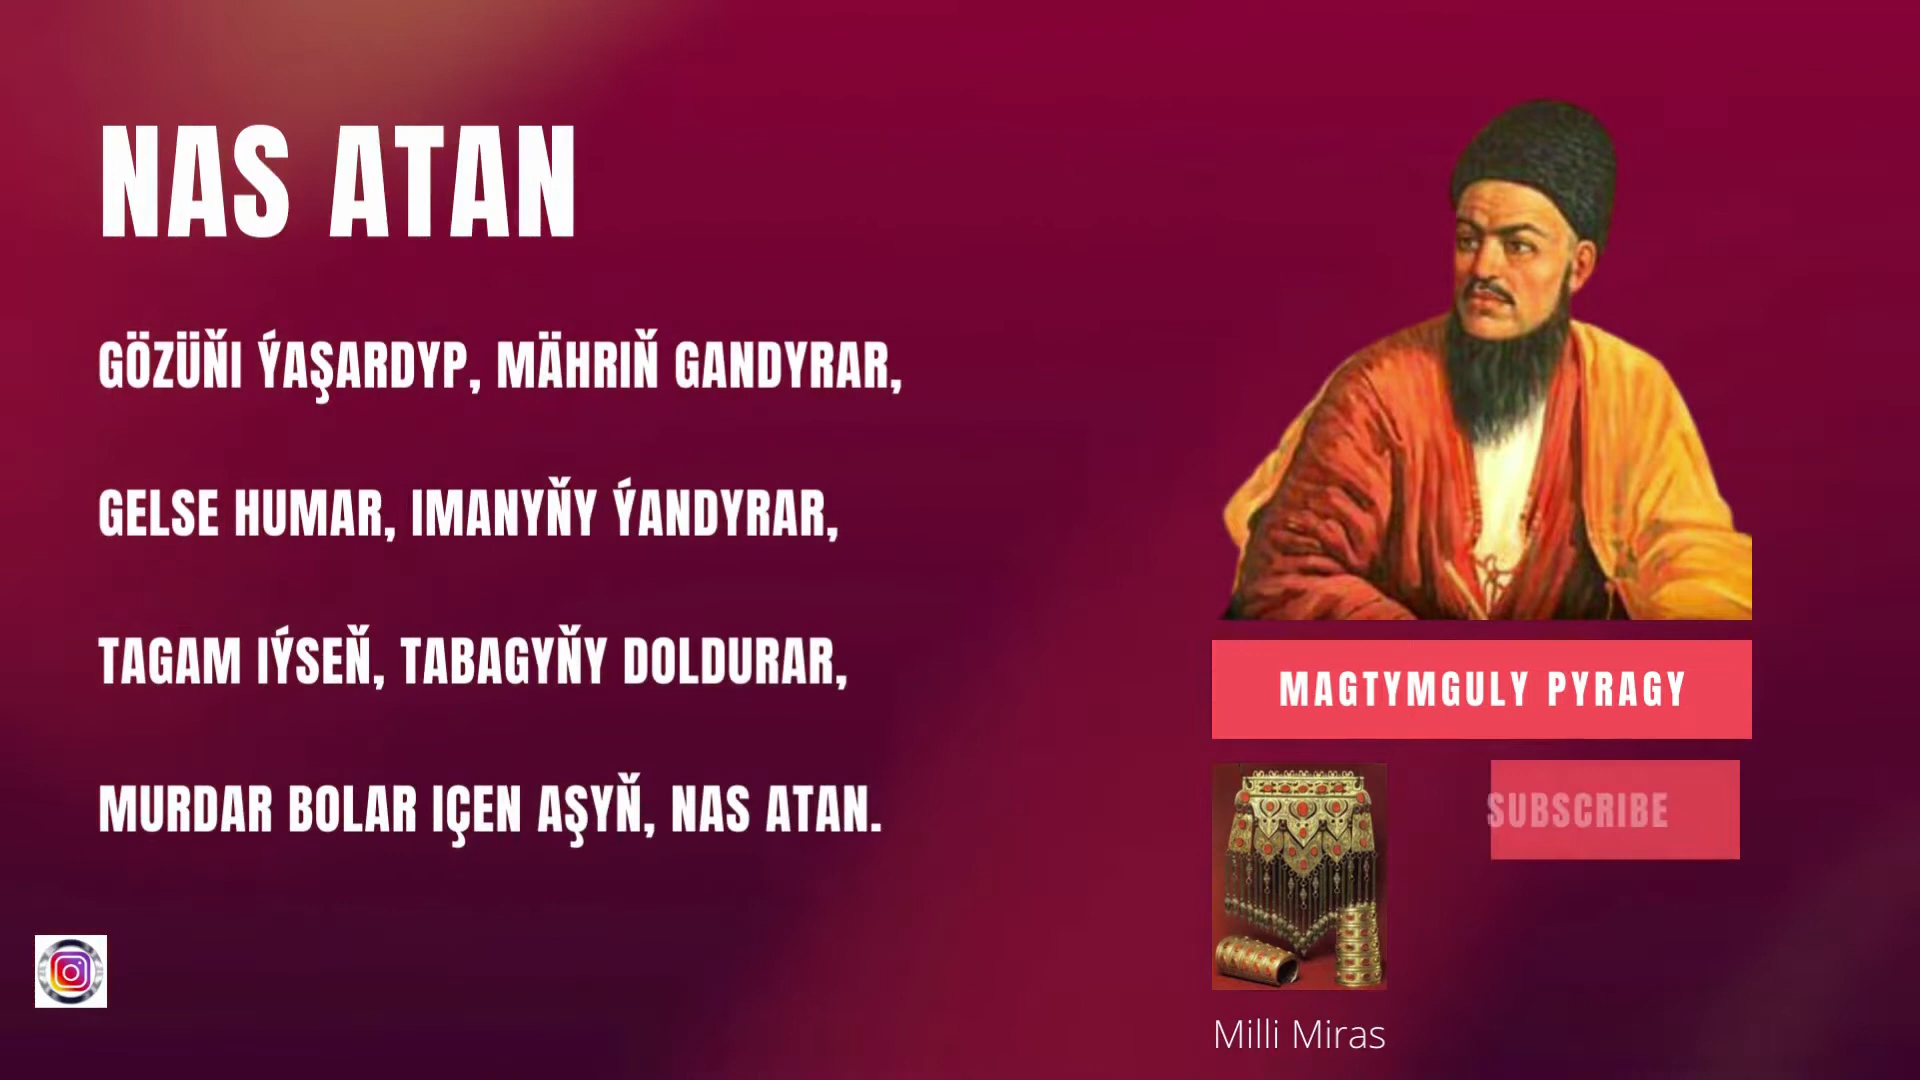 NAS ATAN
GÖZÜŇI ÝAŞARDYP, MÄHRIŇ GANDYRAR,
GELSE HUMAR, IMANYŇY ÝANDYRAR,
TAGAM IÝSEŇ, TABAGYŇY DOLDURAR,
MURDAR BOLAR IÇEN AŞYŇ, NAS ATAN.
MAGTYMGULY PYRAGY
SUBSCRIBE
Milli Miras